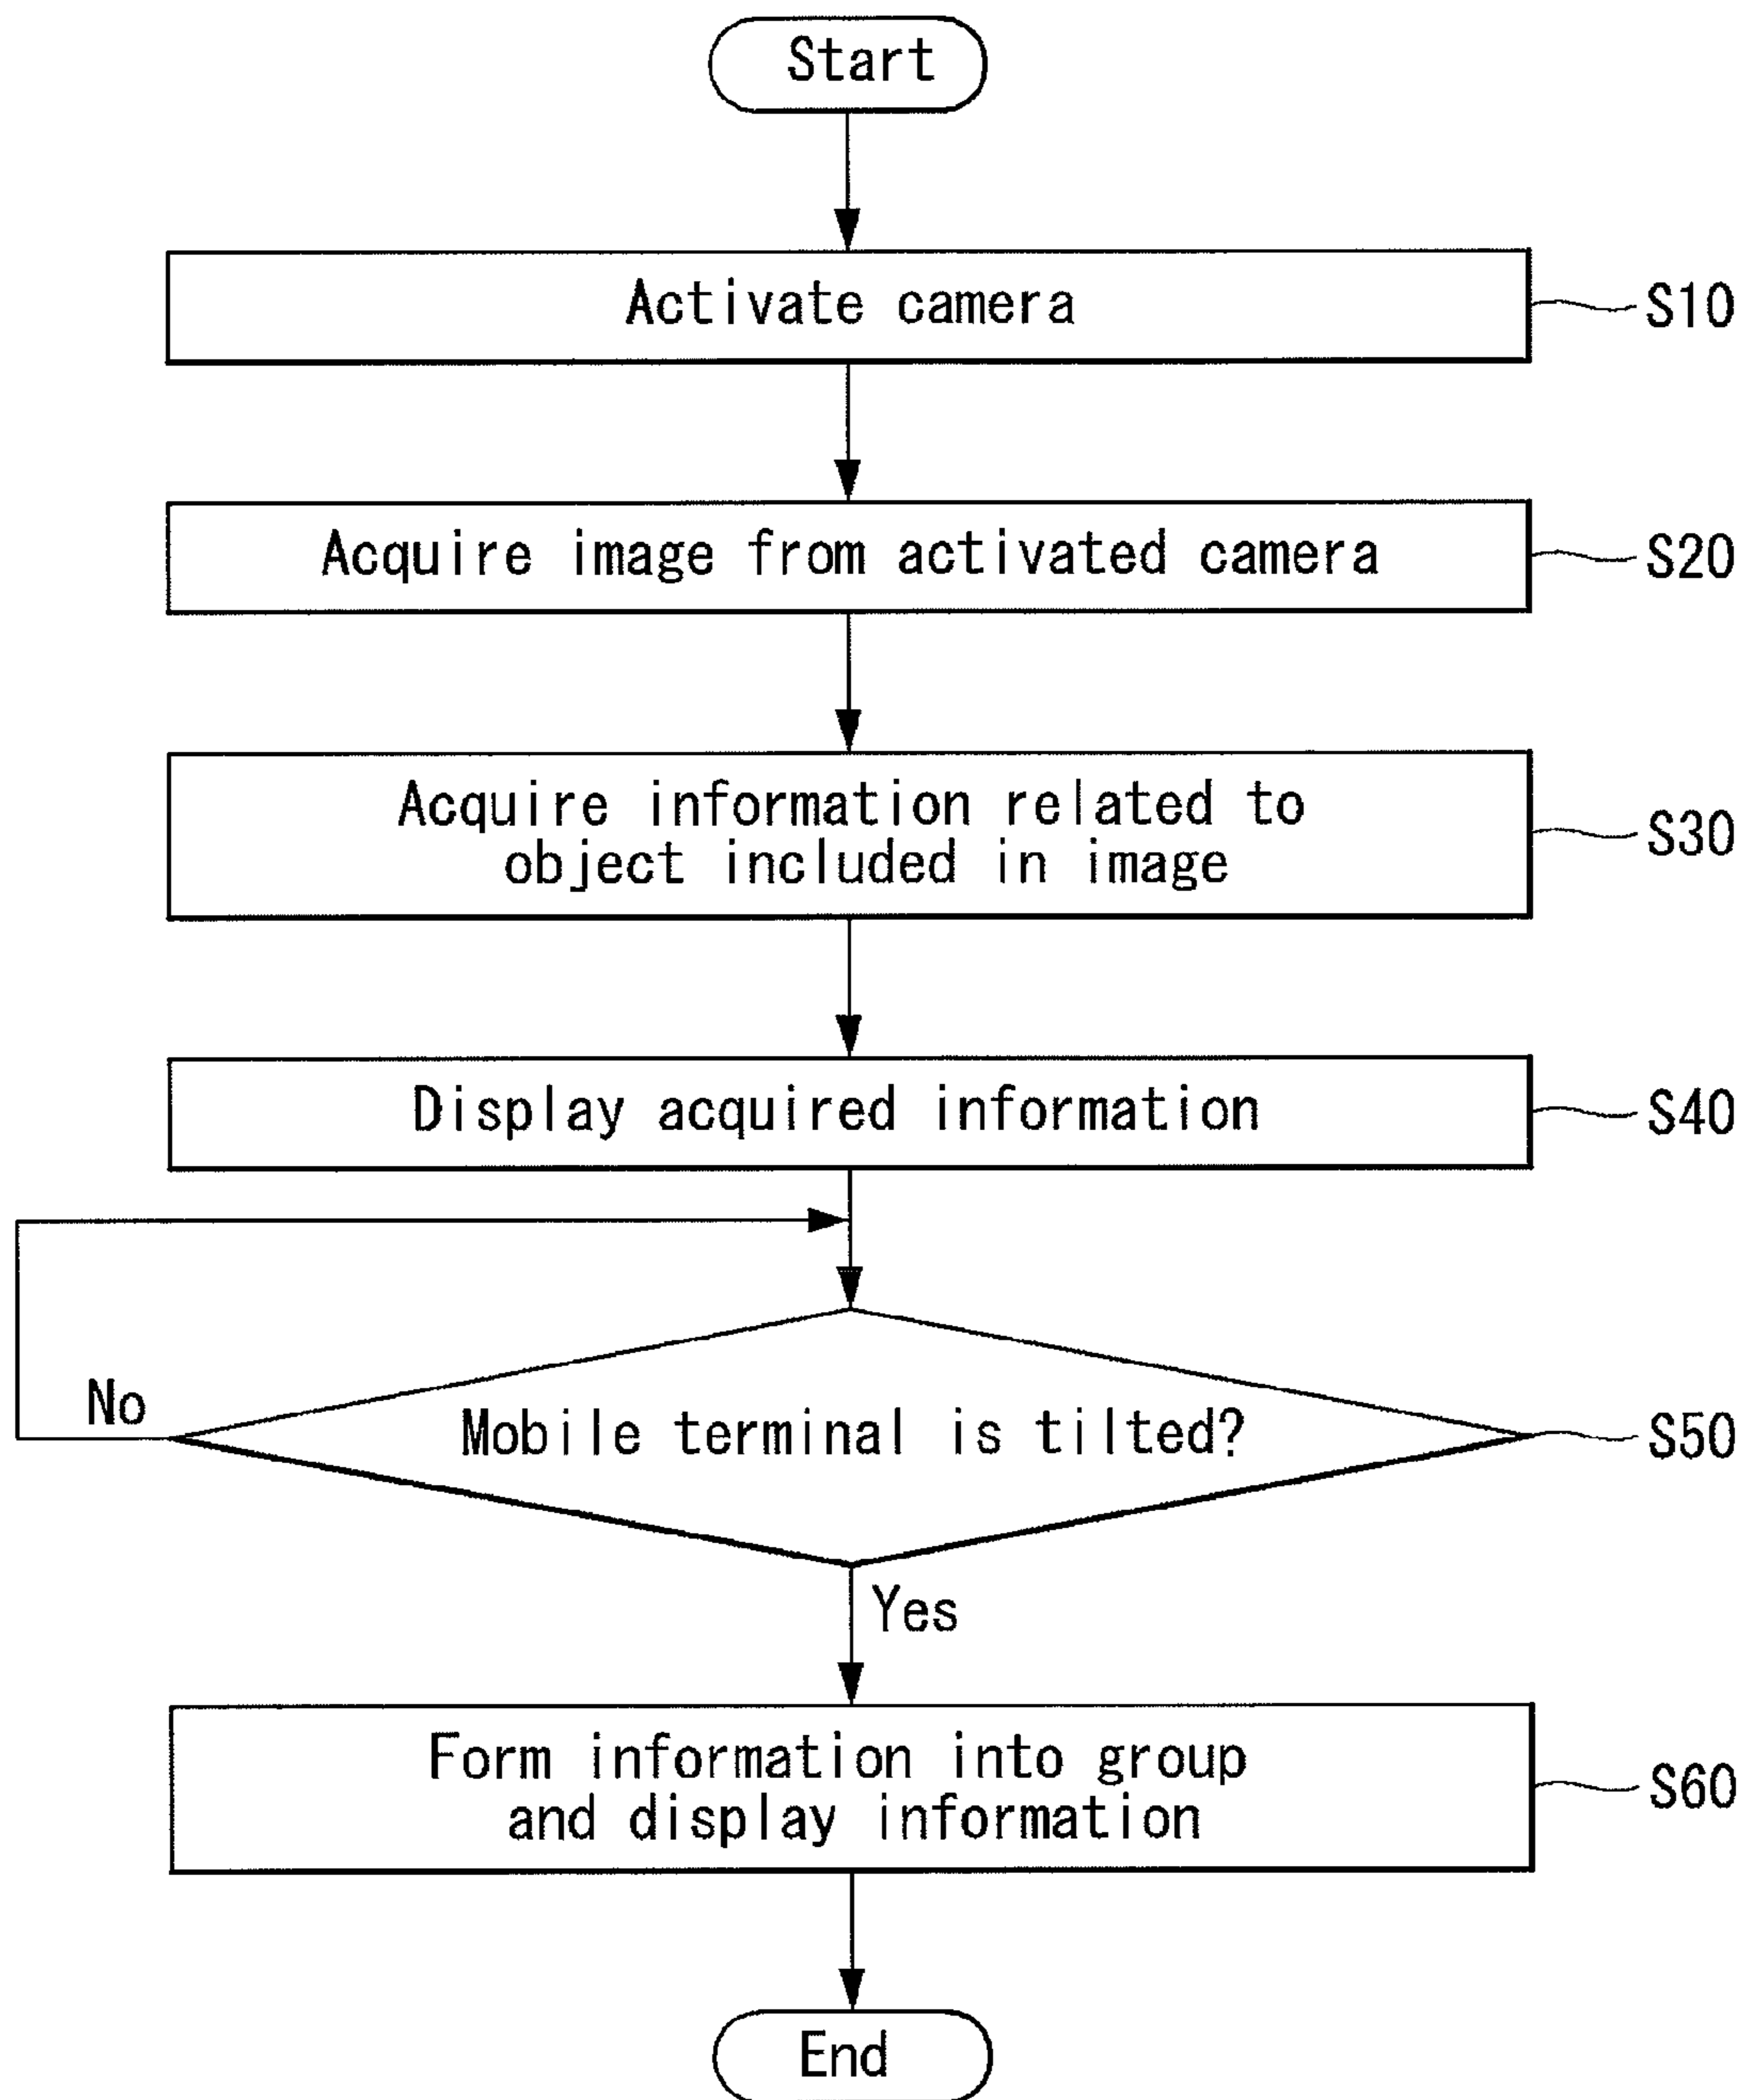 Start
Activate camera
S10
Acquire image from activated camera
S20
Acquire information related to
object included in image
S30
Display acquired information
S40
No
Mobile terminal is tilted?
S50
Yes
Form information into group
and display information
S60
End